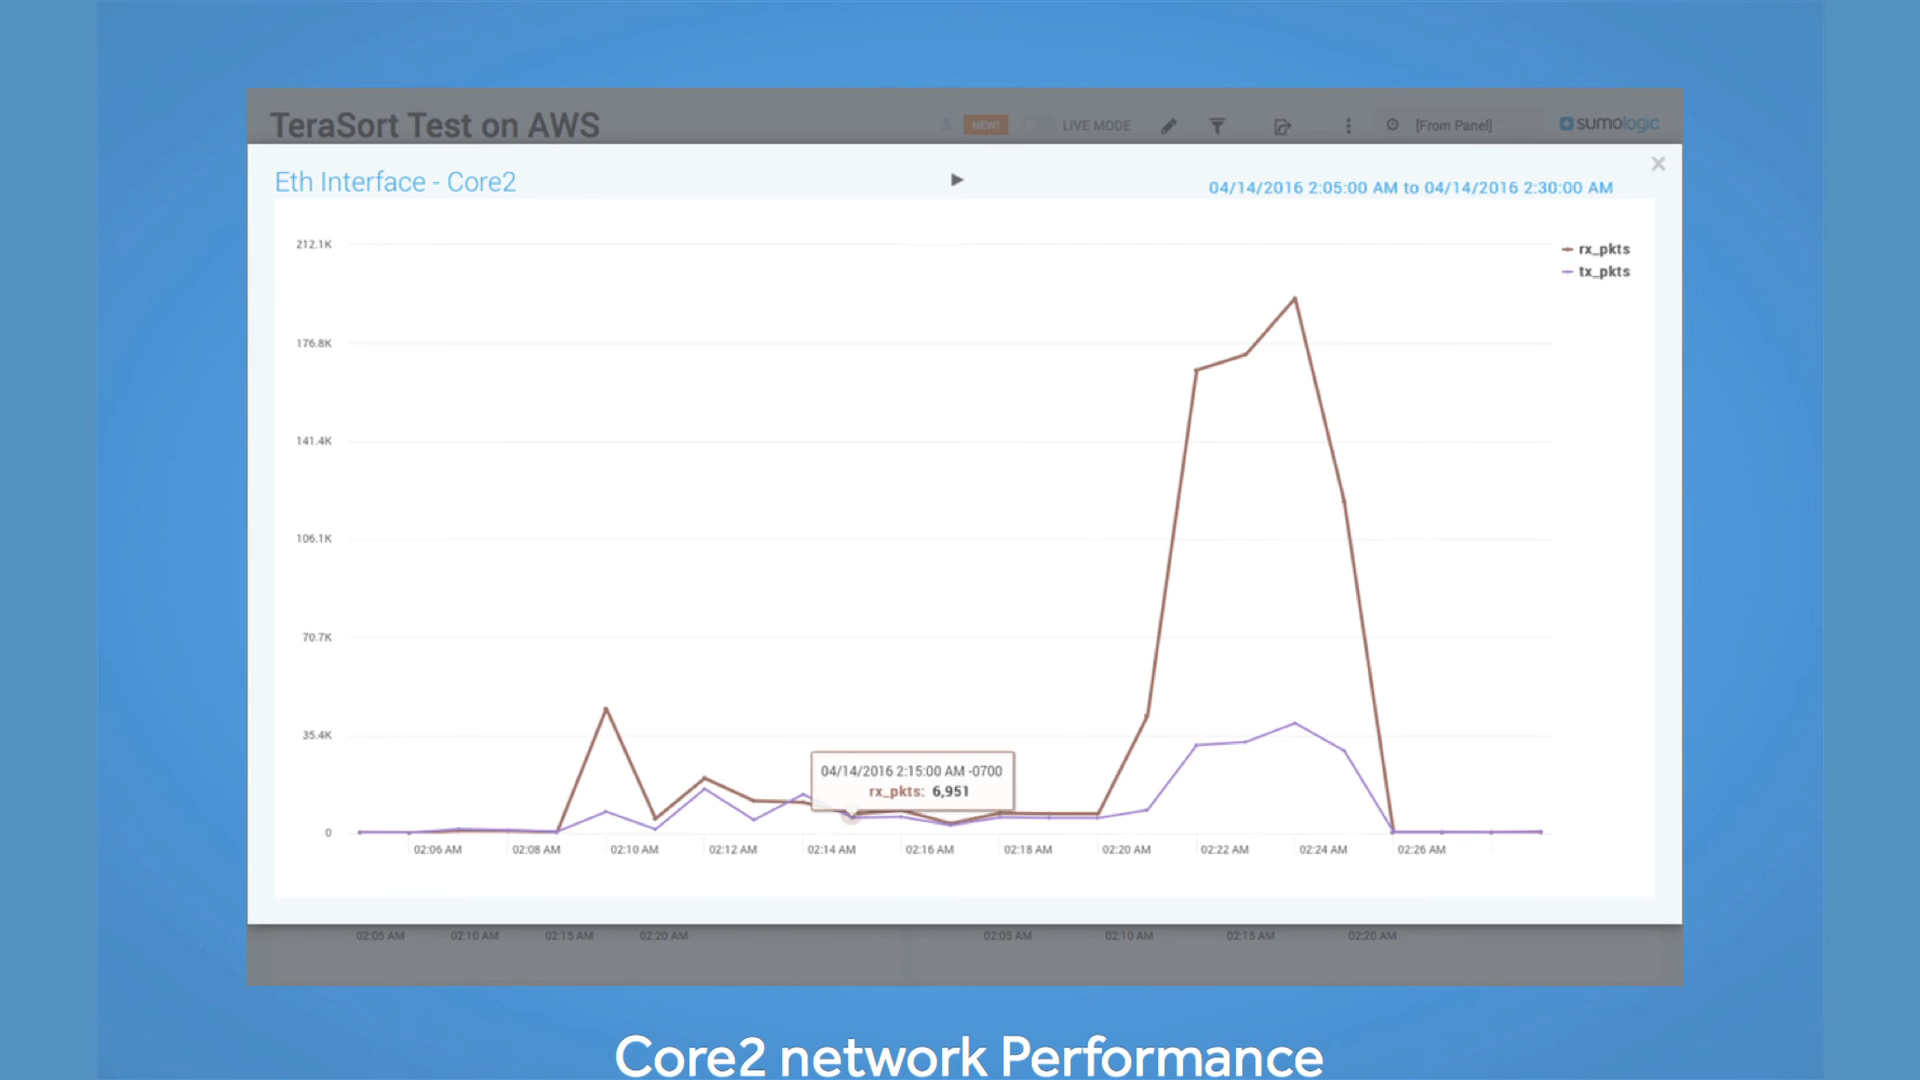 TeraSort Test on AWS
NEW!
LIVE MODE
[From Panel]
sumologic
Eth Interface - Core2
04/14/2016 2:05:00 AM to 04/14/2016 2:30:00 AM
212.1K
176.8K
141.4K
106.1K
70.7K
35.4K
0
rx_pkts
tx_pkts
04/14/2016 2:15:00 AM -0700
rx_pkts: 6,951
02:06 AM 02:08 AM 02:10 AM 02:12 AM 02:14 AM 02:16 AM 02:18 AM 02:20 AM 02:22 AM 02:24 AM 02:26 AM
02:05 AM 02:10 AM 02:15 AM 02:20 AM 02:05 AM 02:10 AM 02:15 AM 02:20 AM
Core2 network Performance